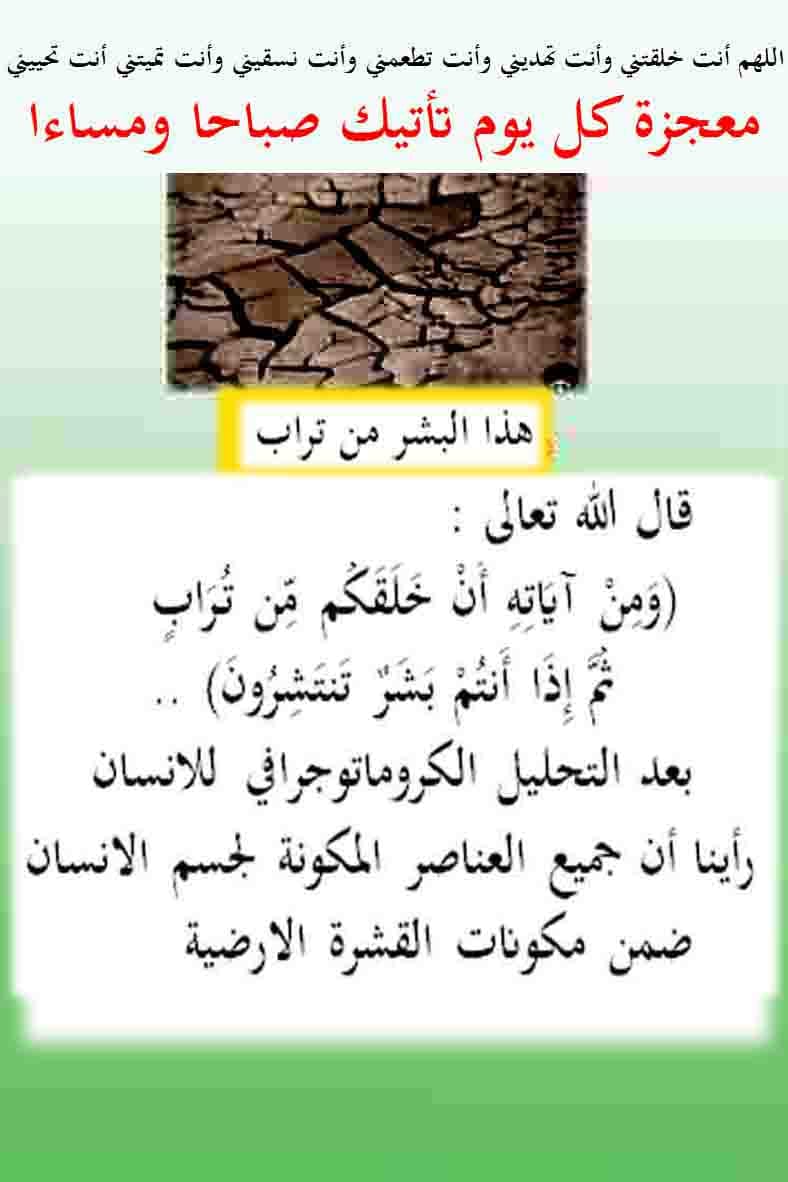 اللهم أنت خلقتني وأنت تهديني وأنت تطعمني وأنت نسقيني وأنت تميتني أنت تحييني
معجزة كل يوم تأتيك صباحا ومساءا
هذا البشر من تراب
قال الله تعالى :
(وَمِنْ آيَاتِهِ أَنْ خَلَقَكُم مِّن تُرَابٍ
ثُمَّ إِذَا أَنتُمْ بَشَرٌ تَنتَشِرُونَ) ..
بعد التحليل الكروماتوجرافي للانسان
رأينا أن جميع العناصر المكونة لجسم الانسان
ضمن مكونات القشرة الارضية